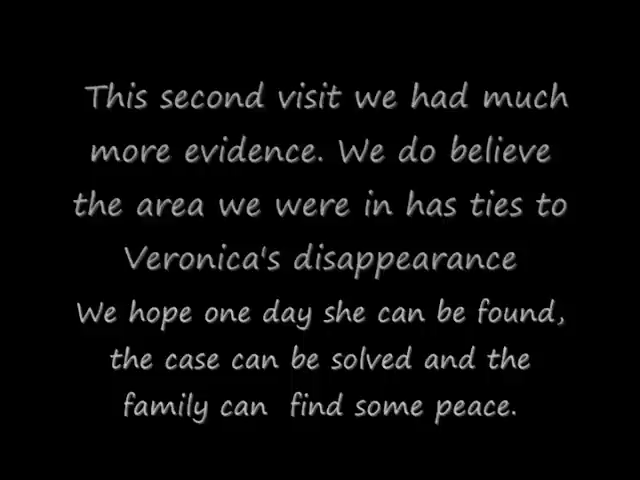 This second visit we had much
more evidence. We do believe
the area we were in has ties to
Veronica's disappearance
We hope one day she can be found,
the case can be solved and the
family can find some peace.